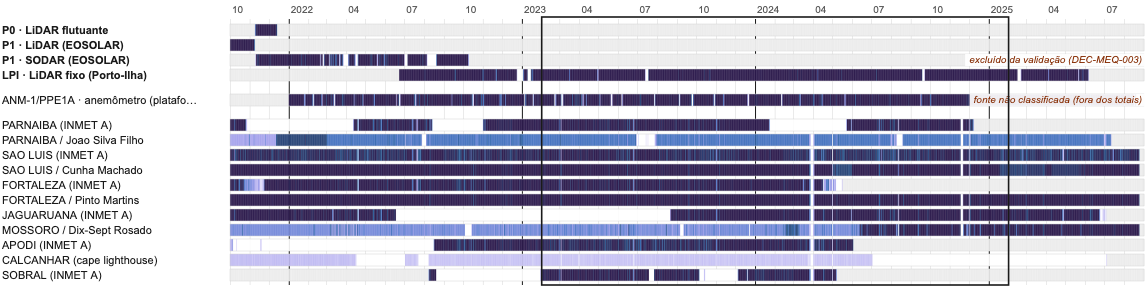 10 2022 04 07 10 2023 04 07 10 2024 04 07 10 2025 04 07
P0 · LiDAR flutuante
P1 · LiDAR (EOSOLAR)
P1 · SODAR (EOSOLAR) excluído da validação (DEC-MEQ-003)
LPI · LiDAR fixo (Porto-Ilha)
ANM-1/PPE1A · anemômetro (platafo… fonte não classificada (fora dos totais)
PARNAIBA (INMET A)
PARNAIBA / Joao Silva Filho
SAO LUIS (INMET A)
SAO LUIS / Cunha Machado
FORTALEZA (INMET A)
FORTALEZA / Pinto Martins
JAGUARUANA (INMET A)
MOSSORO / Dix-Sept Rosado
APODI (INMET A)
CALCANHAR (cape lighthouse)
SOBRAL (INMET A)